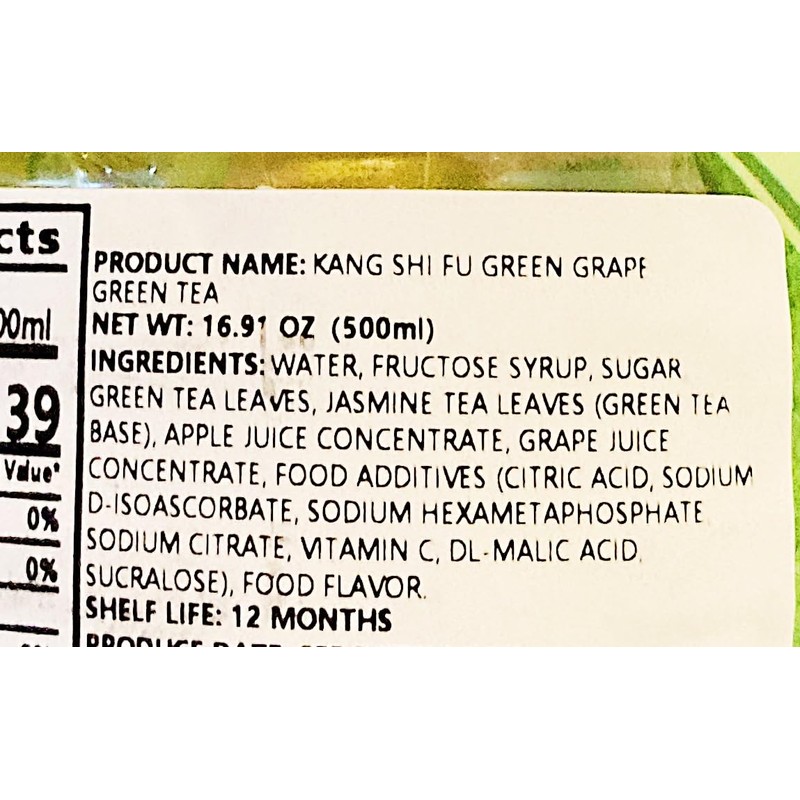 cts
PRODUCT NAME: KANG SHI FU GREEN GRAPE
GREEN TEA
00ml
NET WT: 16.91 OZ (500ml)
INGREDIENTS: WATER, FRUCTOSE SYRUP, SUGAR
39
GREEN TEA LEAVES, JASMINE TEA LEAVES (GREEN TEA
BASE), APPLE JUICE CONCENTRATE, GRAPE JUICE
Value*
CONCENTRATE, FOOD ADDITIVES (CITRIC ACID, SODIUM
0%
D-ISOASCORBATE, SODIUM HEXAMETAPHOSPHATE
SODIUM CITRATE, VITAMIN C, DL-MALIC ACID,
0%
SUCRALOSE), FOOD FLAVOR.
SHELF LIFE: 12 MONTHS
PRODUCE DATE: